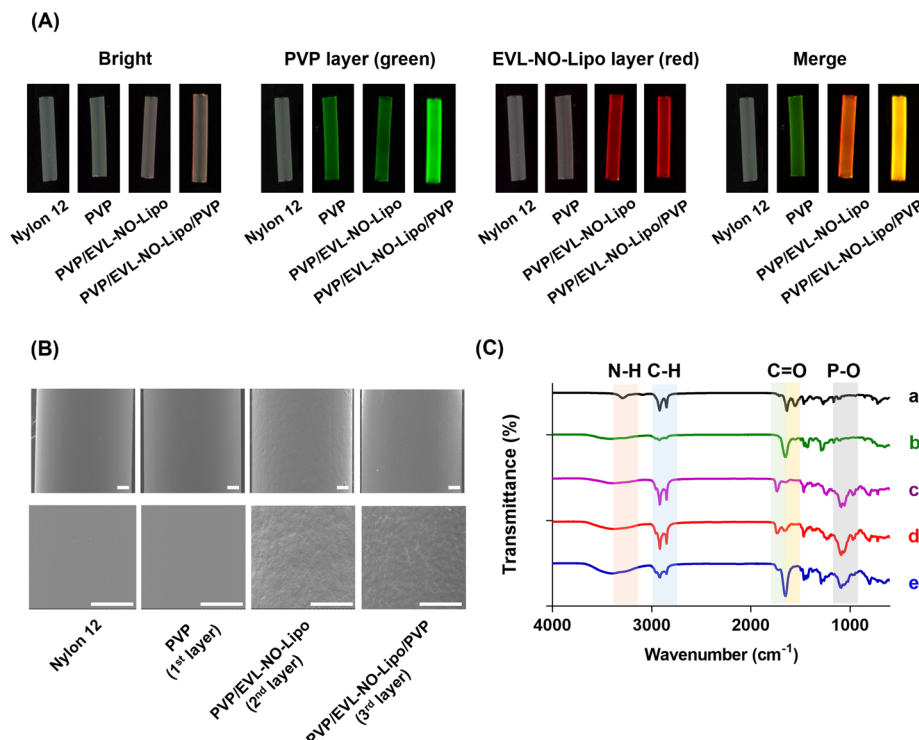 (A)
Bright
PVP layer (green)
EVL-NO-Lipo layer (red)
Merge
Nylon 12
PVP
PVP/EVL-NO-Lipo
PVP/EVL-NO-Lipo/PVP
Nylon 12
PVP
PVP/EVL-NO-Lipo
PVP/EVL-NO-Lipo/PVP
Nylon 12
PVP
PVP/EVL-NO-Lipo
PVP/EVL-NO-Lipo/PVP
Nylon 12
PVP
PVP/EVL-NO-Lipo
PVP/EVL-NO-Lipo/PVP
(B)
Nylon 12
PVP
(1st layer)
PVP/EVL-NO-Lipo
(2nd layer)
PVP/EVL-NO-Lipo/PVP
(3rd layer)
(C)
N-H C-H C=O P-O
a
b
c
d
e
Transmittance (%)
4000 3000 2000 1000
Wavenumber (cm⁻¹)